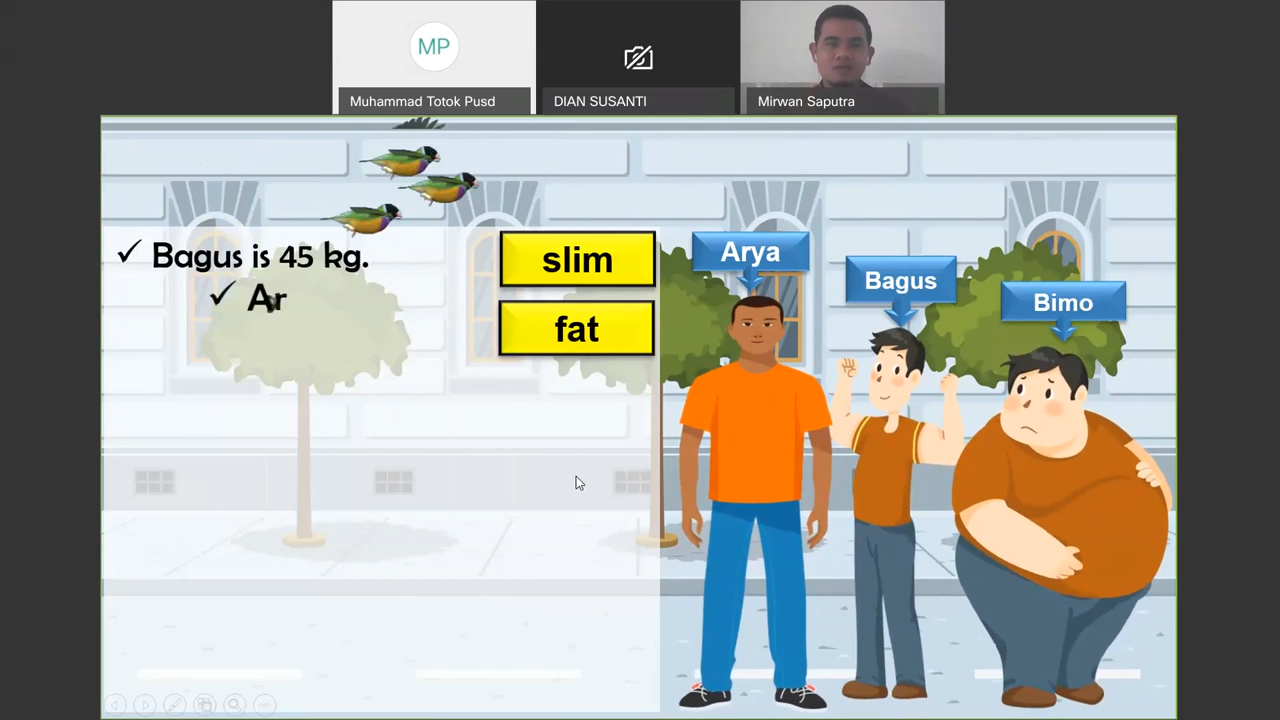 MP
Muhammad Totok Pusd
DIAN SUSANTI
Mirwan Saputra
✓ Bagus is 45 kg.
✓ Ar
slim
fat
Arya
Bagus
Bimo